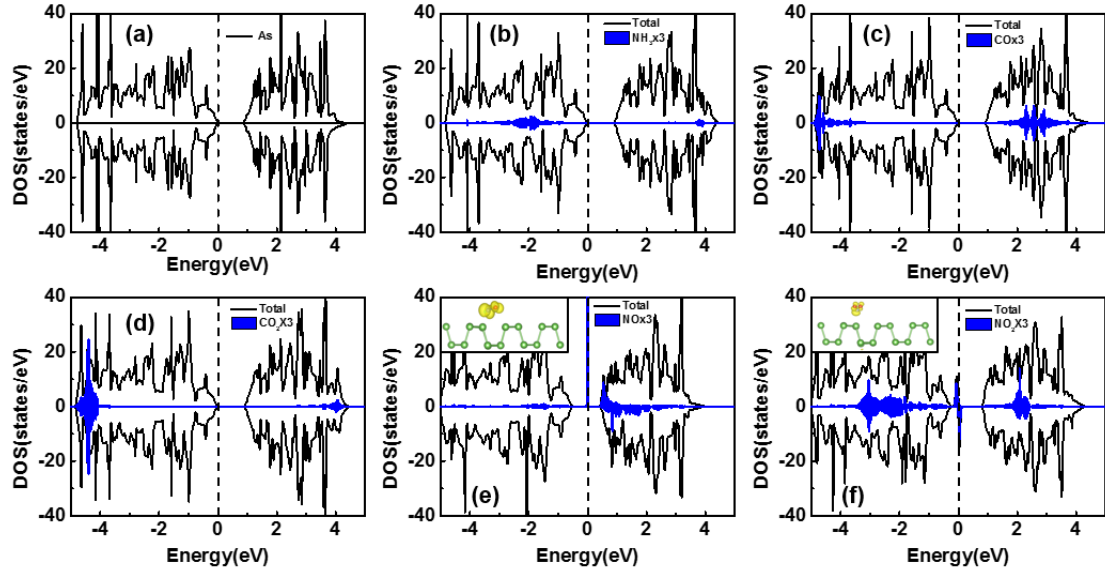 (a)
As
DOS(states/eV)
40
20
0
-20
-40
-4
-2
0
2
4
Energy(eV)
(b)
Total
NH₃x3
DOS(states/eV)
40
20
0
-20
-40
-4
-2
0
2
4
Energy(eV)
(c)
Total
COx3
DOS(states/eV)
40
20
0
-20
-40
-4
-2
0
2
4
Energy(eV)
(d)
Total
CO₂X3
DOS(states/eV)
40
20
0
-20
-40
-4
-2
0
2
4
Energy(eV)
(e)
Total
NOx3
DOS(states/eV)
40
20
0
-20
-40
-4
-2
0
2
4
Energy(eV)
(f)
Total
NO₂X3
DOS(states/eV)
40
20
0
-20
-40
-4
-2
0
2
4
Energy(eV)